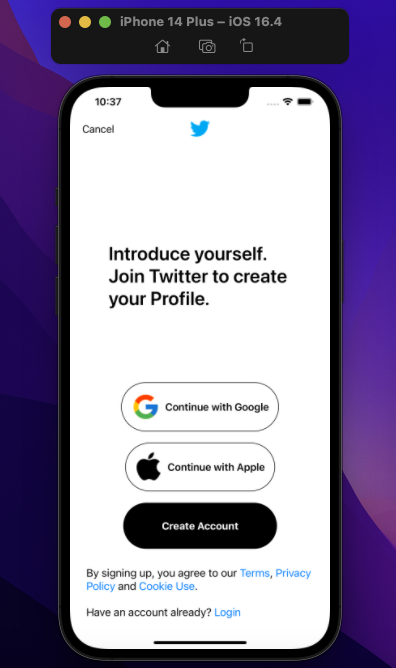 iPhone 14 Plus – iOS 16.4
10:37
Cancel
Introduce yourself.
Join Twitter to create
your Profile.
Continue with Google
Continue with Apple
Create Account
By signing up, you agree to our Terms, Privacy
Policy and Cookie Use.
Have an account already? Login